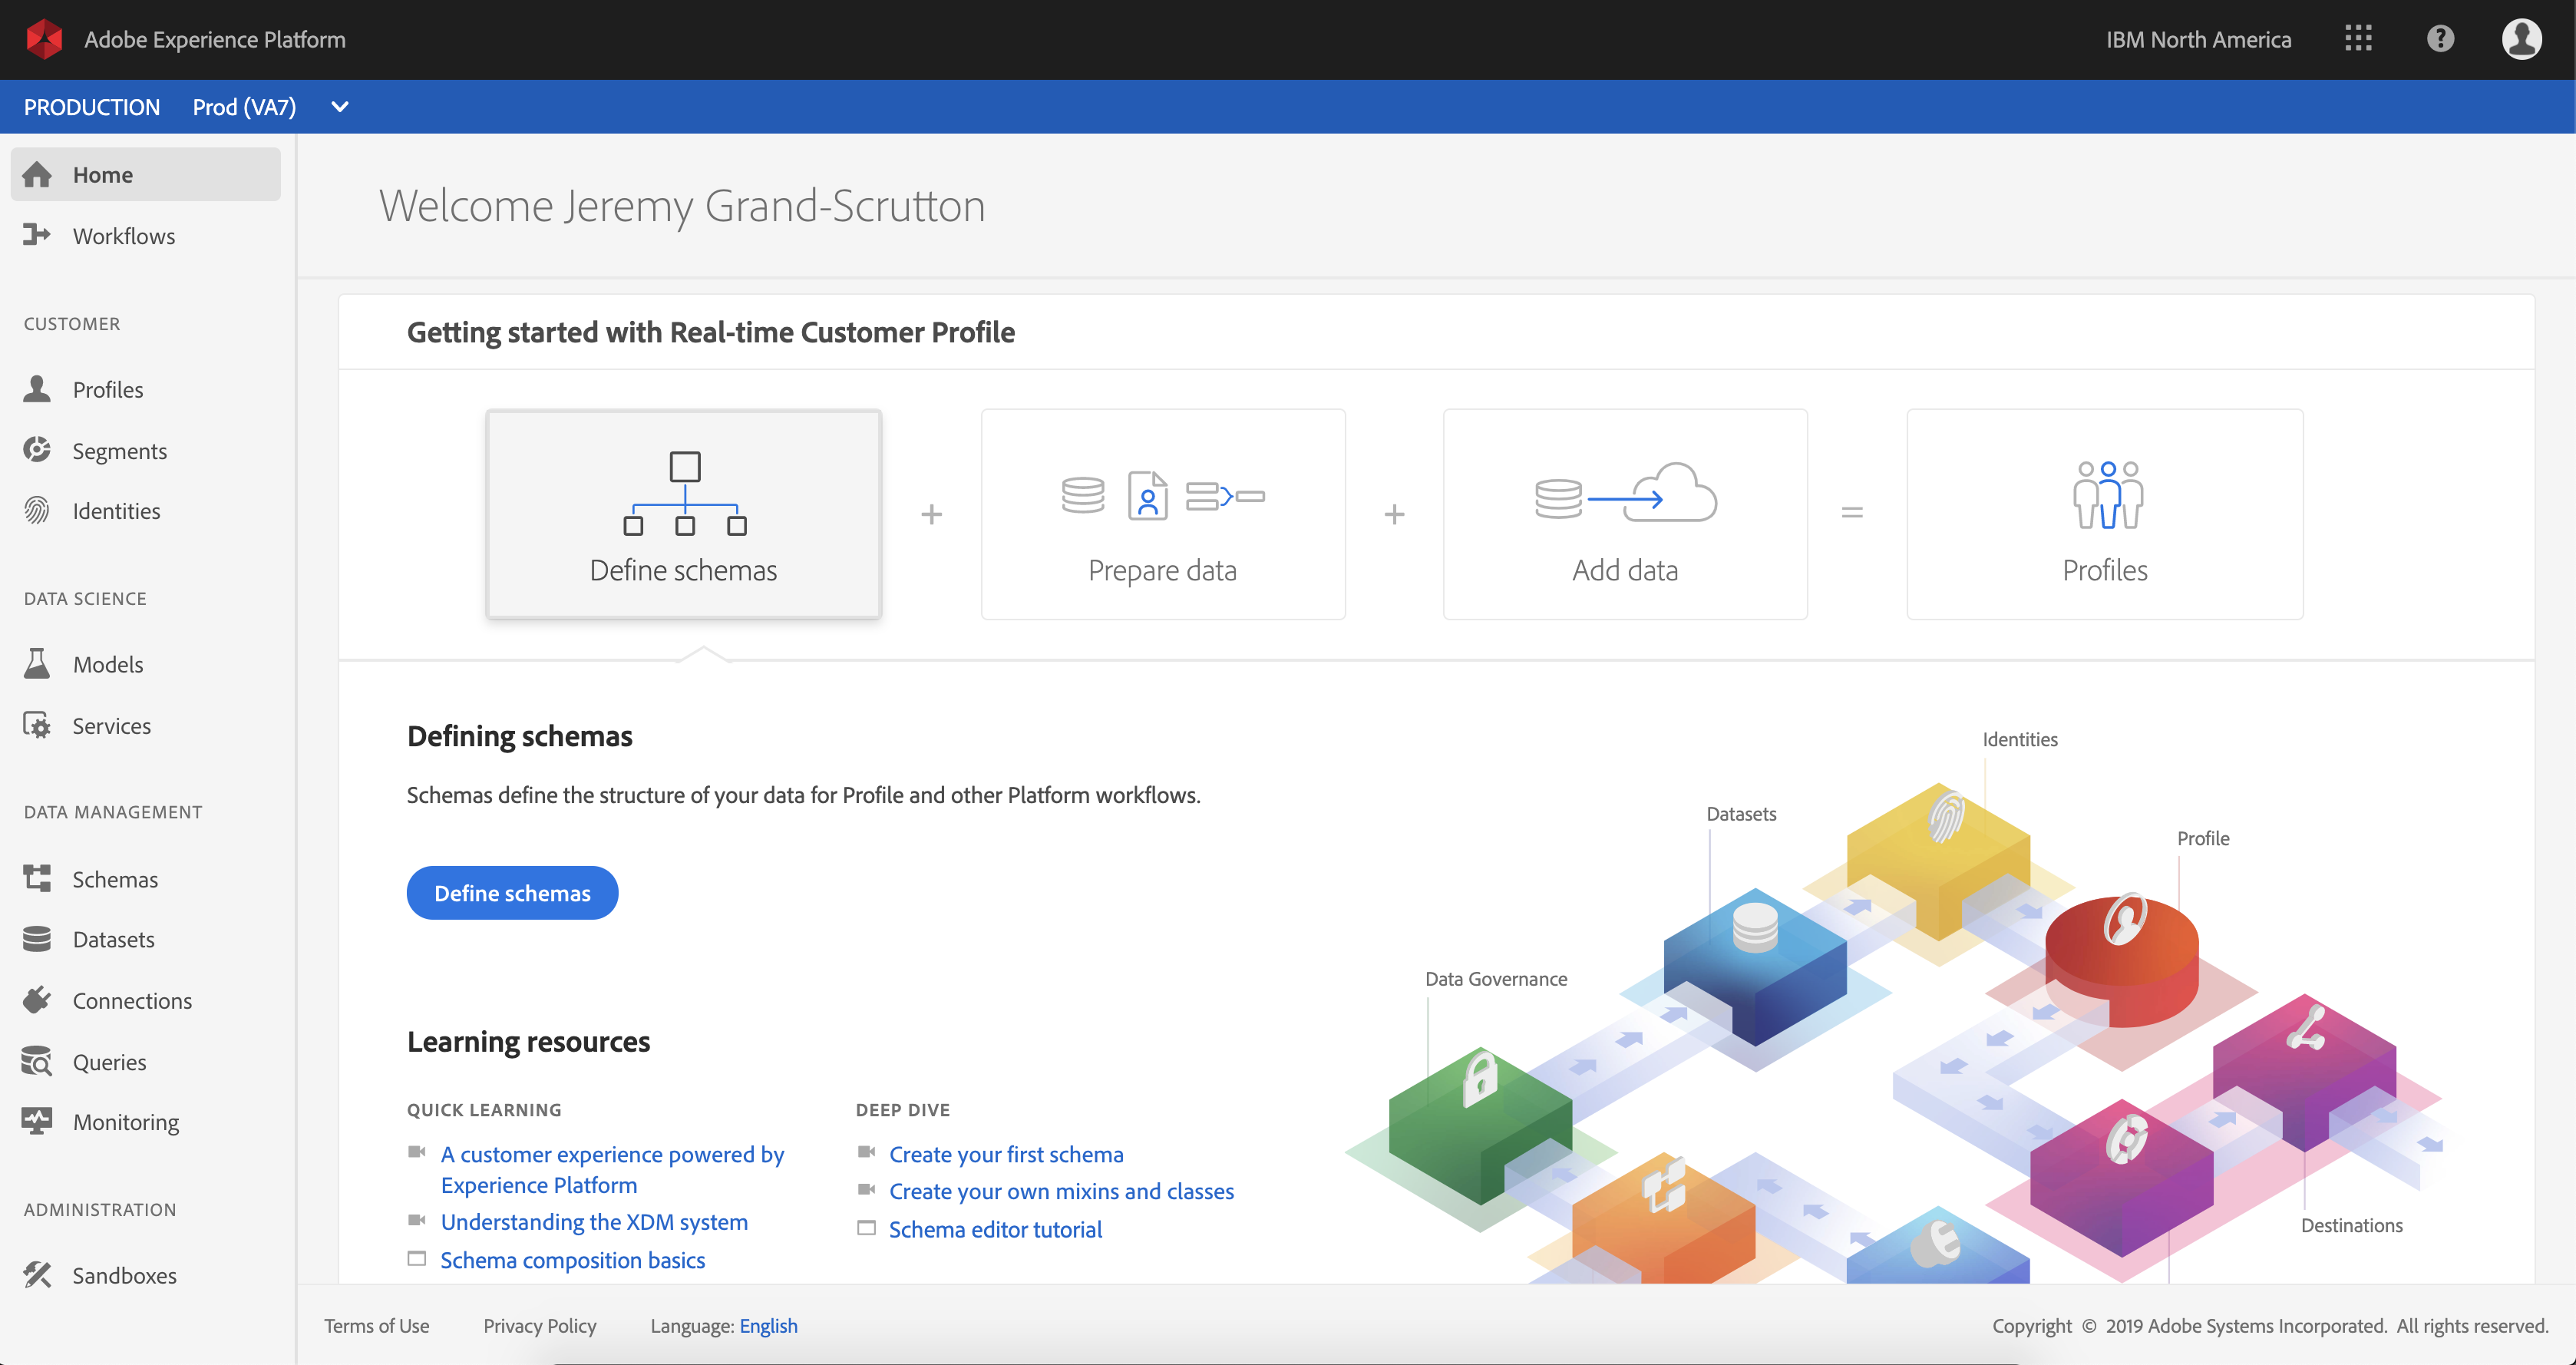 Adobe Experience Platform
IBM North America
PRODUCTION Prod (VA7)
Home
Workflows
CUSTOMER
Profiles
Segments
Identities
DATA SCIENCE
Models
Services
DATA MANAGEMENT
Schemas
Datasets
Connections
Queries
Monitoring
ADMINISTRATION
Sandboxes
Welcome Jeremy Grand-Scrutton
Getting started with Real-time Customer Profile
Define schemas
+
Prepare data
+
Add data
=
Profiles
Defining schemas
Schemas define the structure of your data for Profile and other Platform workflows.
Define schemas
Learning resources
QUICK LEARNING
A customer experience powered by
Experience Platform
Understanding the XDM system
Schema composition basics
DEEP DIVE
Create your first schema
Create your own mixins and classes
Schema editor tutorial
Identities
Datasets
Profile
Data Governance
Destinations
Terms of Use Privacy Policy Language: English
Copyright © 2019 Adobe Systems Incorporated. All rights reserved.